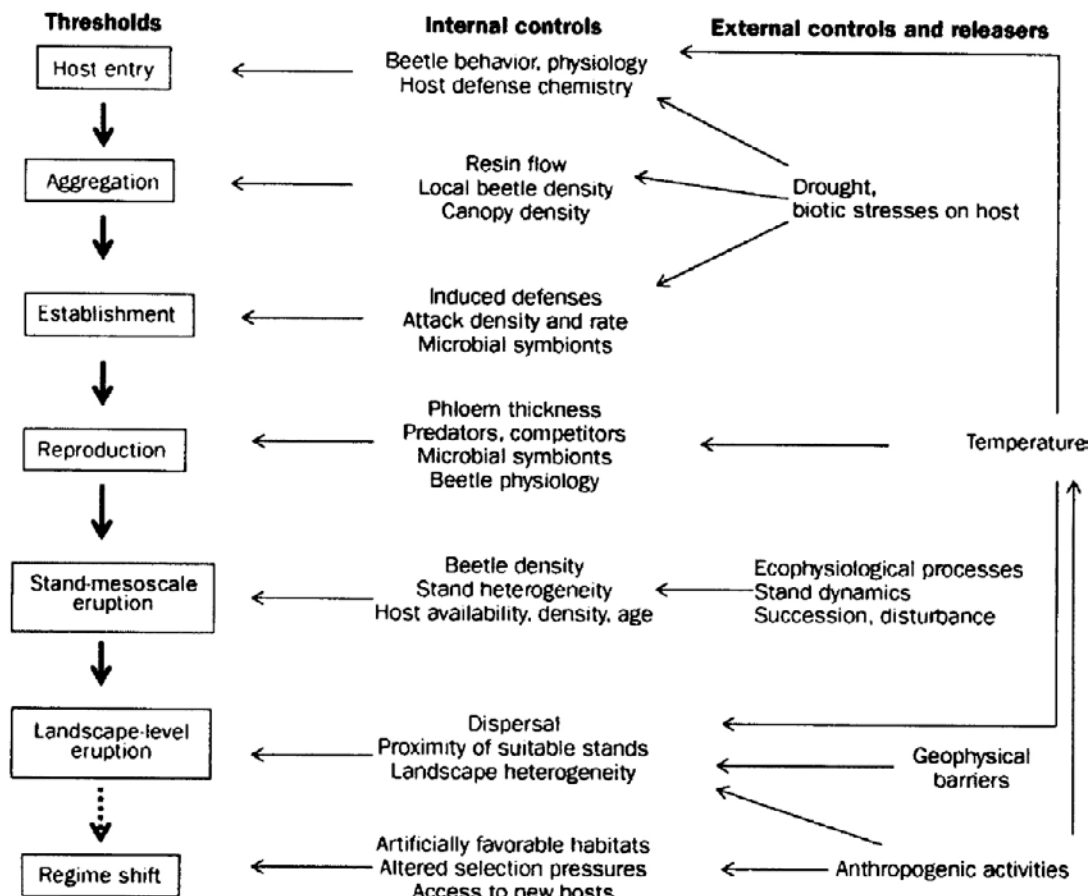 Thresholds
Internal controls
External controls and releasers
Host entry
Beetle behavior, physiology
Host defense chemistry
Aggregation
Resin flow
Local beetle density
Canopy density
Drought,
biotic stresses on host
Establishment
Induced defenses
Attack density and rate
Microbial symbionts
Reproduction
Phloem thickness
Predators, competitors
Microbial symbionts
Beetle physiology
Temperature
Stand-mesoscale
eruption
Beetle density
Stand heterogeneity
Host availability, density, age
Ecophysiological processes
Stand dynamics
Succession, disturbance
Landscape-level
eruption
Dispersal
Proximity of suitable stands
Landscape heterogeneity
Geophysical
barriers
Regime shift
Artificially favorable habitats
Altered selection pressures
Access to new hosts
Anthropogenic activities